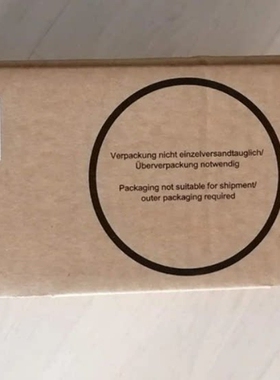 Verpackung nicht einzelversandtauglich/
Überverpackung notwendig
Packaging not suitable for shipment/
outer packaging required